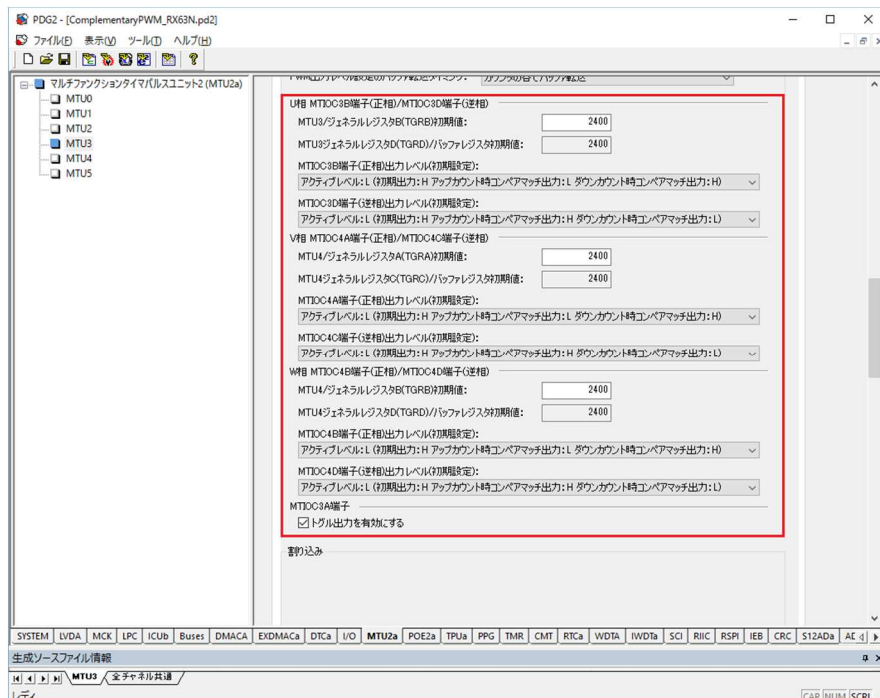 PDG2 - [ComplementaryPWM_RX63N.pd2]
ファイル(F) 表示(V) ツール(T) ヘルプ(H)
マルチファンクションタイマパルスユニット2 (MTU2a)
MTU0
MTU1
MTU2
MTU3
MTU4
MTU5
U相 MTIOC3B端子(正相)/MTIOC3D端子(逆相)
MTU3/ジェネラルレジスタB(TGRB)初期値: 2400
MTU3ジェネラルレジスタD(TGRD)/バッファレジスタ初期値: 2400
MTIOC3B端子(正相)出力レベル(初期設定):
アクティブレベル:L (初期出力:H アップカウント時コンペアマッチ出力:L ダウンカウント時コンペアマッチ出力:H)
MTIOC3D端子(逆相)出力レベル(初期設定):
アクティブレベル:L (初期出力:H アップカウント時コンペアマッチ出力:H ダウンカウント時コンペアマッチ出力:L)
V相 MTIOC4A端子(正相)/MTIOC4C端子(逆相)
MTU4/ジェネラルレジスタA(TGRA)初期値: 2400
MTU4ジェネラルレジスタC(TGRC)/バッファレジスタ初期値: 2400
MTIOC4A端子(正相)出力レベル(初期設定):
アクティブレベル:L (初期出力:H アップカウント時コンペアマッチ出力:L ダウンカウント時コンペアマッチ出力:H)
MTIOC4C端子(逆相)出力レベル(初期設定):
アクティブレベル:L (初期出力:H アップカウント時コンペアマッチ出力:H ダウンカウント時コンペアマッチ出力:L)
W相 MTIOC4B端子(正相)/MTIOC4D端子(逆相)
MTU4/ジェネラルレジスタB(TGRB)初期値: 2400
MTU4ジェネラルレジスタD(TGRD)/バッファレジスタ初期値: 2400
MTIOC4B端子(正相)出力レベル(初期設定):
アクティブレベル:L (初期出力:H アップカウント時コンペアマッチ出力:L ダウンカウント時コンペアマッチ出力:H)
MTIOC4D端子(逆相)出力レベル(初期設定):
アクティブレベル:L (初期出力:H アップカウント時コンペアマッチ出力:H ダウンカウント時コンペアマッチ出力:L)
MTIOC3A端子
トグル出力を有効にする
割り込み
SYSTEM LVDA MCK LPC ICUb Buses DMACA EXDMACa DTCa I/O MTU2a POE2a TPUa PPG TMR CMT RTCa WDTA IWDTa SCI RIIC RSPI IEB CRC S12ADa
生成ソースファイル情報
MTU3 全チャネル共通
レディ CAP NUM SCRL